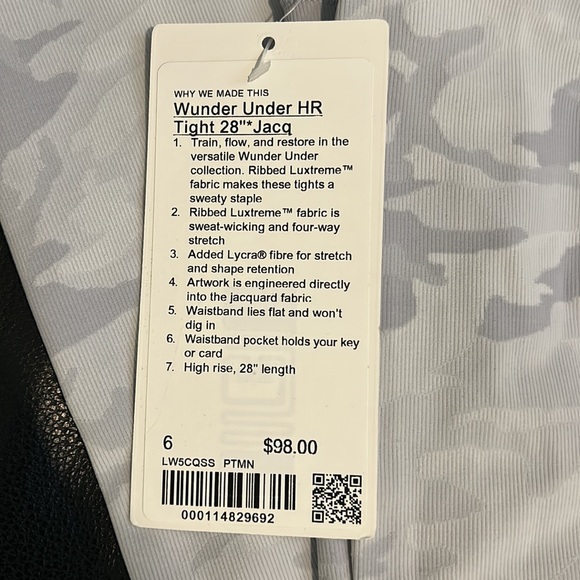 WHY WE MADE THIS
Wunder Under HR
Tight 28"*Jacq
1. Train, flow, and restore in the
versatile Wunder Under
collection. Ribbed Luxtreme™
fabric makes these tights a
sweaty staple
2. Ribbed Luxtreme™ fabric is
sweat-wicking and four-way
stretch
3. Added Lycra® fibre for stretch
and shape retention
4. Artwork is engineered directly
into the jacquard fabric
5. Waistband lies flat and won't
dig in
6. Waistband pocket holds your key
or card
7. High rise, 28" length
6 $98.00
LW5CQSS PTMN
000114829692